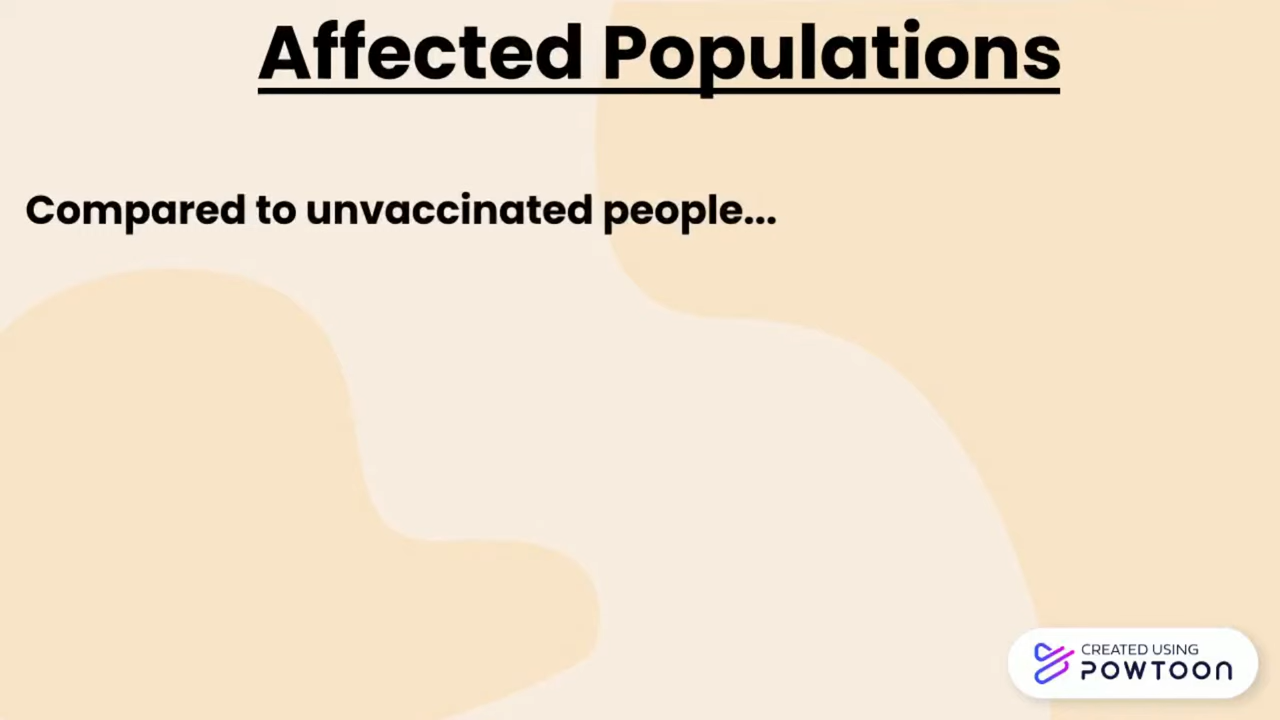 Affected Populations
Compared to unvaccinated people...
CREATED USING
POWTOON